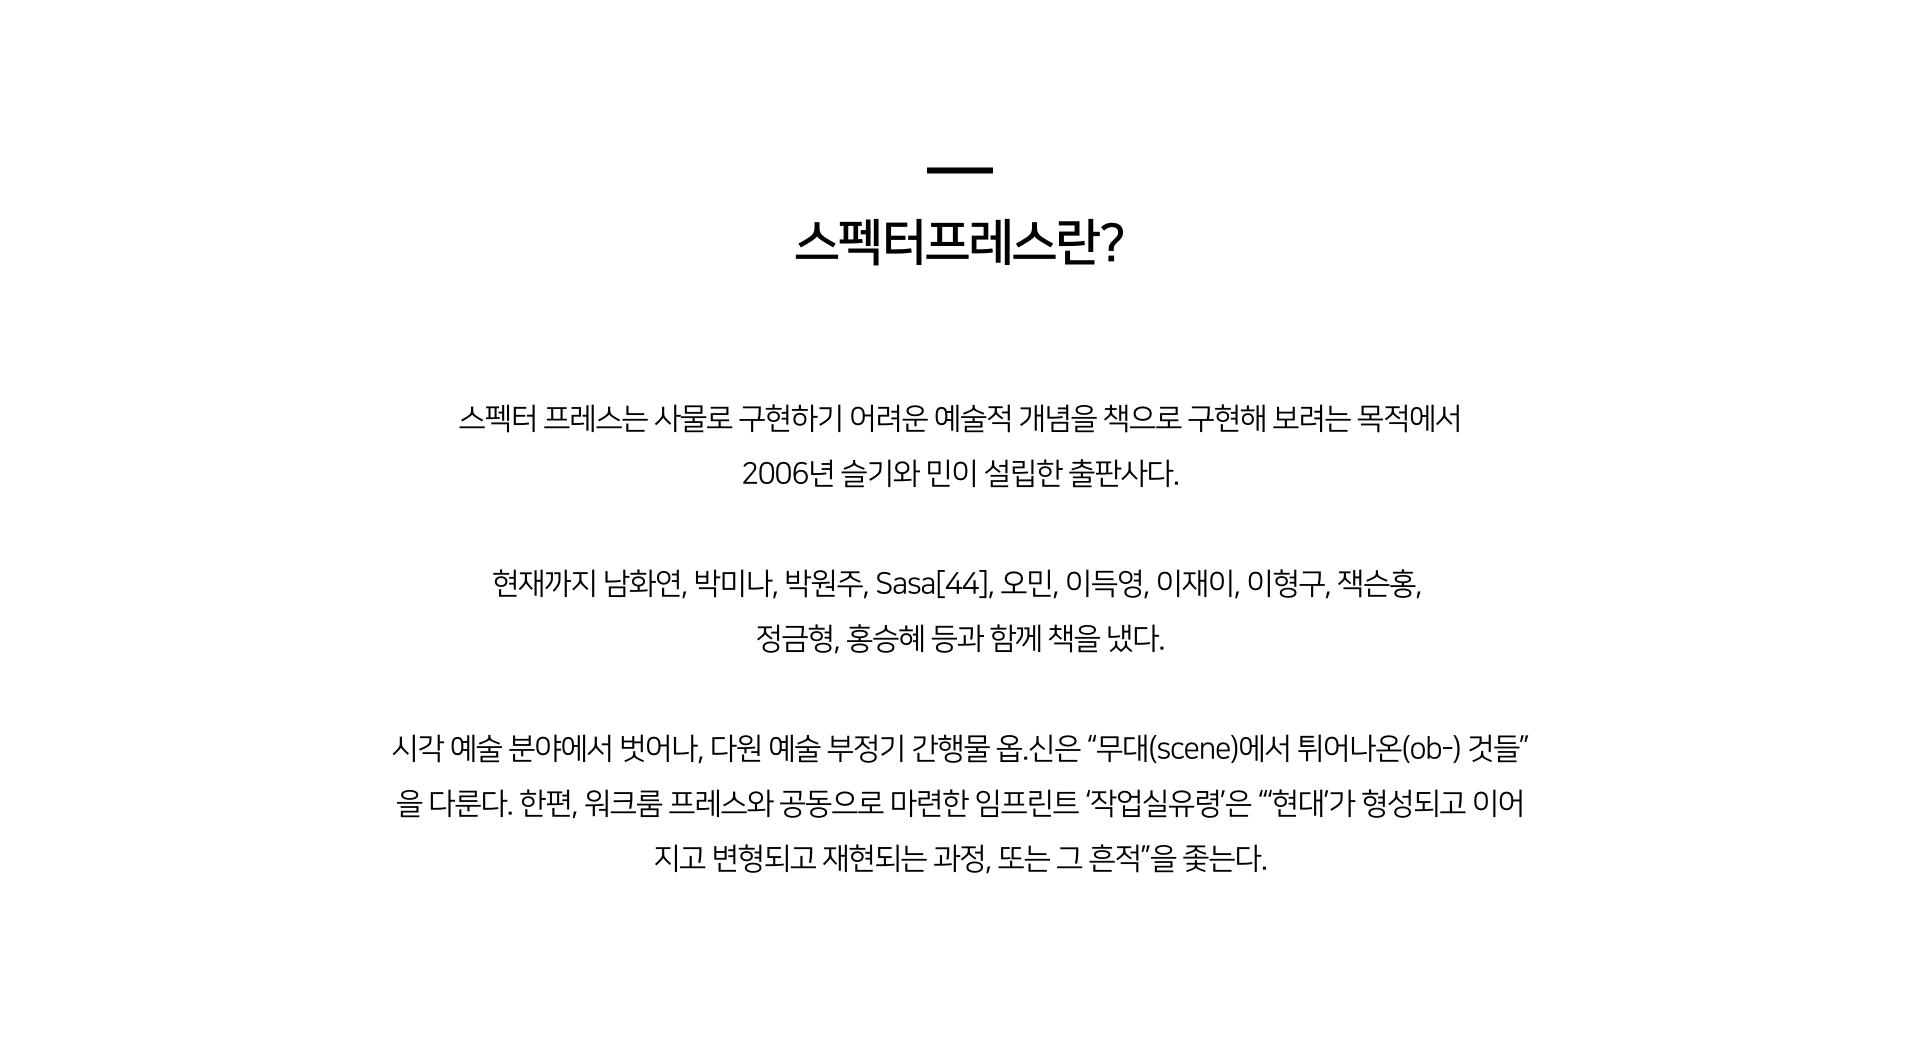 스펙터프레스란?
스펙터 프레스는 사물로 구현하기 어려운 예술적 개념을 책으로 구현해 보려는 목적에서
2006년 슬기와 민이 설립한 출판사다.
현재까지 남화연, 박미나, 박원주, Sasa[44], 오민, 이득영, 이재이, 이형구, 잭슨홍,
정금형, 홍승혜 등과 함께 책을 냈다.
시각 예술 분야에서 벗어나, 다원 예술 부정기 간행물 옵.신은 “무대(scene)에서 튀어나온(ob-) 것들”
을 다룬다. 한편, 워크룸 프레스와 공동으로 마련한 임프린트 ‘작업실유령’은 “‘현대’가 형성되고 이어
지고 변형되고 재현되는 과정, 또는 그 흔적”을 좇는다.